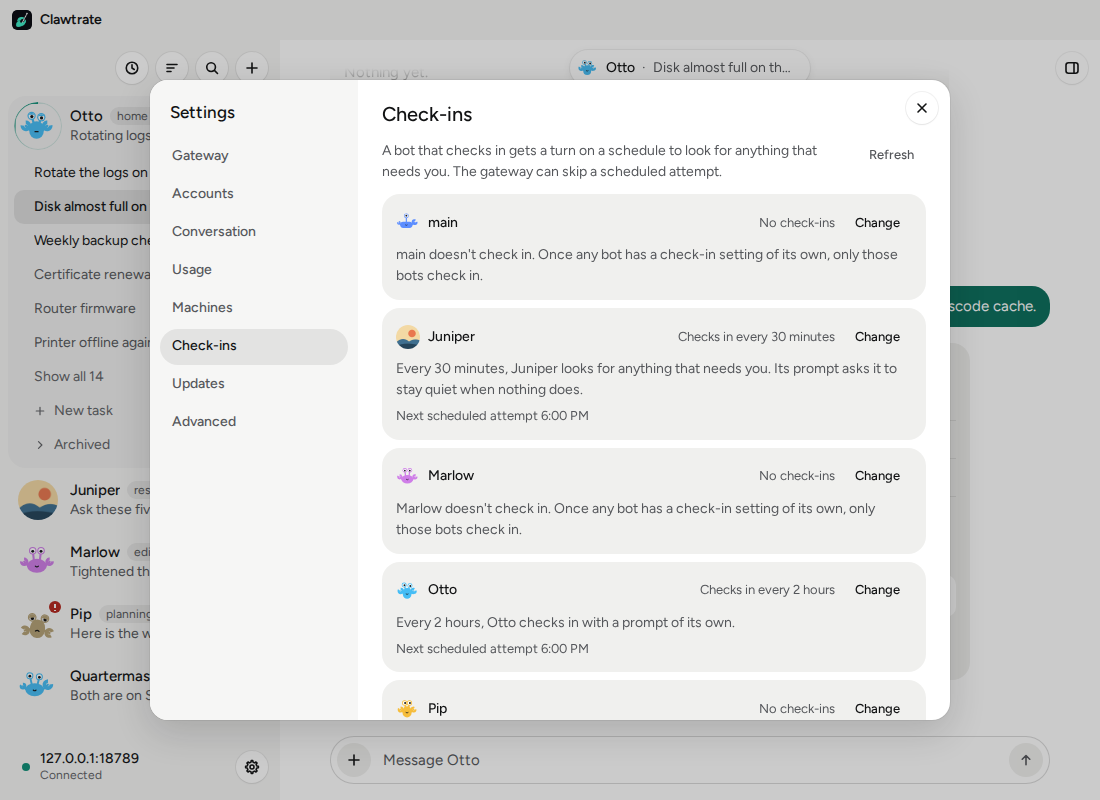 Clawtrate
Nothing yet.
Otto · Disk almost full on th…
Otto home
Rotating logs
Rotate the logs on
Disk almost full on
Weekly backup che
Certificate renewa
Router firmware
Printer offline again
Show all 14
+ New task
> Archived
Juniper res
Ask these fiv
Marlow edi
Tightened th
! Pip planning
Here is the w
Quartermas
Both are on S
127.0.0.1:18789
Connected
Settings
Gateway
Accounts
Conversation
Usage
Machines
Check-ins
Updates
Advanced
Check-ins
A bot that checks in gets a turn on a schedule to look for anything that
needs you. The gateway can skip a scheduled attempt.
Refresh
main No check-ins Change
main doesn't check in. Once any bot has a check-in setting of its own, only those
bots check in.
Juniper Checks in every 30 minutes Change
Every 30 minutes, Juniper looks for anything that needs you. Its prompt asks it to
stay quiet when nothing does.
Next scheduled attempt 6:00 PM
Marlow No check-ins Change
Marlow doesn't check in. Once any bot has a check-in setting of its own, only
those bots check in.
Otto Checks in every 2 hours Change
Every 2 hours, Otto checks in with a prompt of its own.
Next scheduled attempt 6:00 PM
Pip No check-ins Change
scode cache.
Message Otto